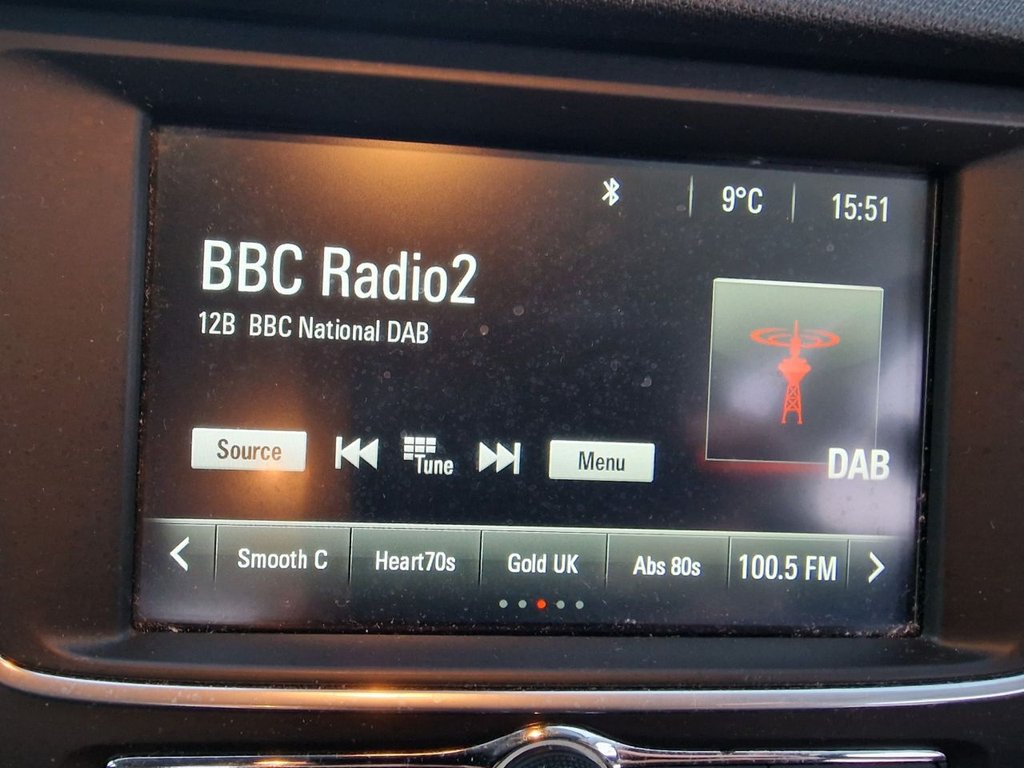 9°C 15:51
BBC Radio2
12B BBC National DAB
DAB
Source Tune Menu
Smooth C Heart70s Gold UK Abs 80s 100.5 FM